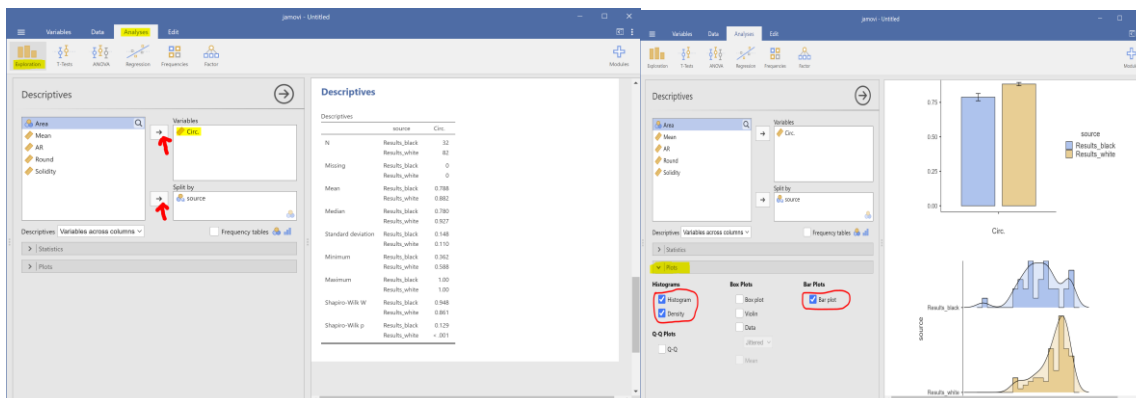 jamovi - Untitled
Variables Data Analyses Edit
Exploration T-Tests ANOVA Regression Frequencies Factor Modules
Descriptives
Area
Mean
AR
Round
Solidity
Variables
Circ.
Split by
source
Descriptives Variables across columns Frequency tables
Statistics
Plots
Descriptives
Descriptives
source Circ.
N Results_black 32
Results_white 82
Missing Results_black 0
Results_white 0
Mean Results_black 0.788
Results_white 0.882
Median Results_black 0.780
Results_white 0.927
Standard deviation Results_black 0.148
Results_white 0.110
Minimum Results_black 0.362
Results_white 0.588
Maximum Results_black 1.00
Results_white 1.00
Shapiro-Wilk W Results_black 0.948
Results_white 0.861
Shapiro-Wilk p Results_black 0.129
Results_white < .001
jamovi - Untitled
Variables Data Analyses Edit
Exploration T-Tests ANOVA Regression Frequencies Factor
Descriptives
Area
Mean
AR
Round
Solidity
Variables
Circ.
Split by
source
Descriptives Variables across columns Frequency tables
Statistics
Plots
Histograms Box Plots Bar Plots
Histogram Box plot Bar plot
Density Violin
Data
Q-Q Plots
Jittered
Q-Q
Mean
0.75
0.50
0.25
0.00
source
Results_black
Results_white
Circ.
Results_black
source
Results_white